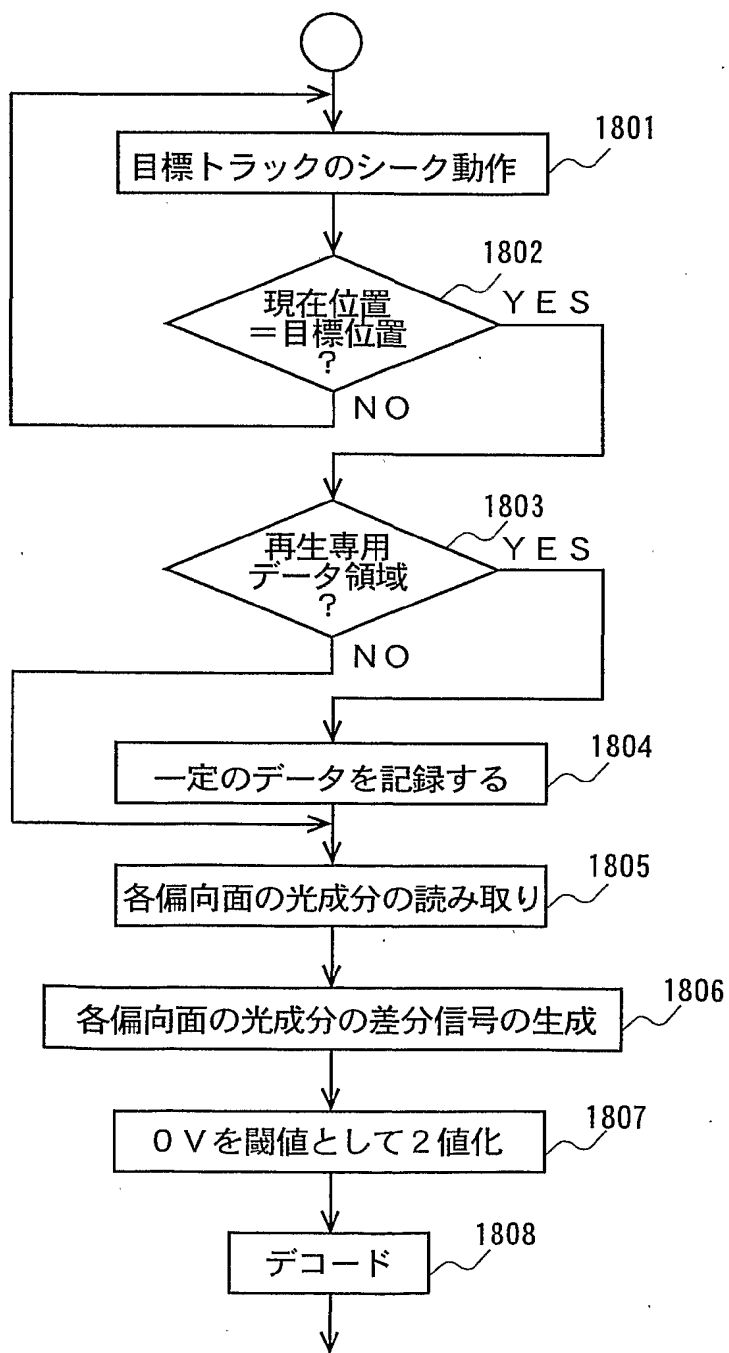 1801
目標トラックのシーク動作
1802
現在位置
＝目標位置
？
YES
NO
1803
再生専用
データ領域
？
YES
NO
1804
一定のデータを記録する
1805
各偏向面の光成分の読み取り
1806
各偏向面の光成分の差分信号の生成
1807
０Ｖを閾値として２値化
1808
デコード